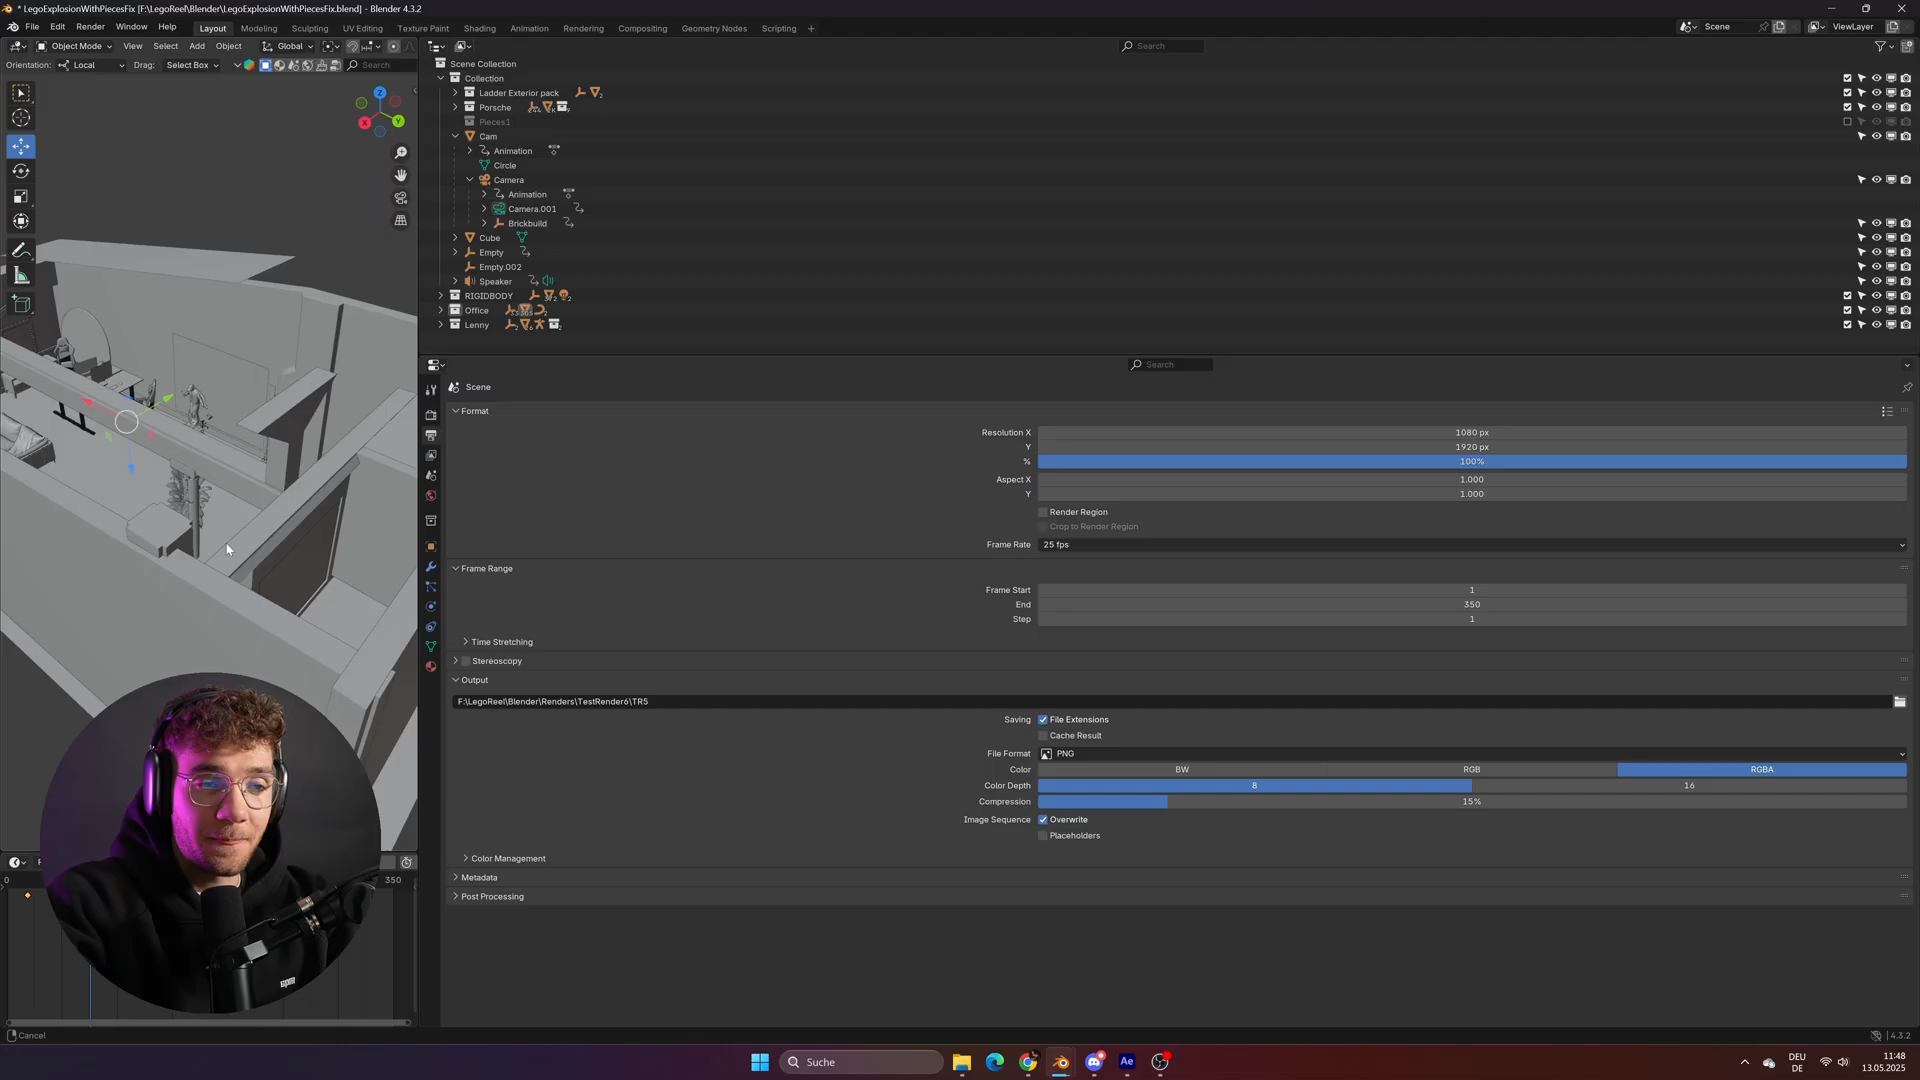 * LegoExplosionWithPiecesFix [F:\LegoReel\Blender\LegoExplosionWithPiecesFix.blend] - Blender 4.3.2
File Edit Render Window Help Layout Modeling Sculpting UV Editing Texture Paint Shading Animation Rendering Compositing Geometry Nodes Scripting + Scene ViewLayer
Object Mode View Select Add Object Global Search
Orientation: Local Drag: Select Box Search
Z
X
Y
Scene Collection
Collection
Ladder Exterior pack 2
Porsche
Pieces1
Cam
Animation
Circle
Camera
Animation
Camera.001
Brickbuild
Cube
Empty
Empty.002
Speaker
RIGIDBODY
Office
Lenny
Search
Scene
Format
Resolution X 1080 px
Y 1920 px
% 100%
Aspect X 1.000
Y 1.000
Render Region
Crop to Render Region
Frame Rate 25 fps
Frame Range
Frame Start 1
End 350
Step 1
Time Stretching
Stereoscopy
Output
F:\LegoReel\Blender\Renders\TestRender6\TR5
Saving File Extensions
Cache Result
File Format PNG
Color BW RGB RGBA
Color Depth 8 16
Compression 15%
Image Sequence Overwrite
Placeholders
Color Management
Metadata
Post Processing
0 350
Cancel 4.3.2
Suche
Ae
DEU
DE
11:48
13.05.2025